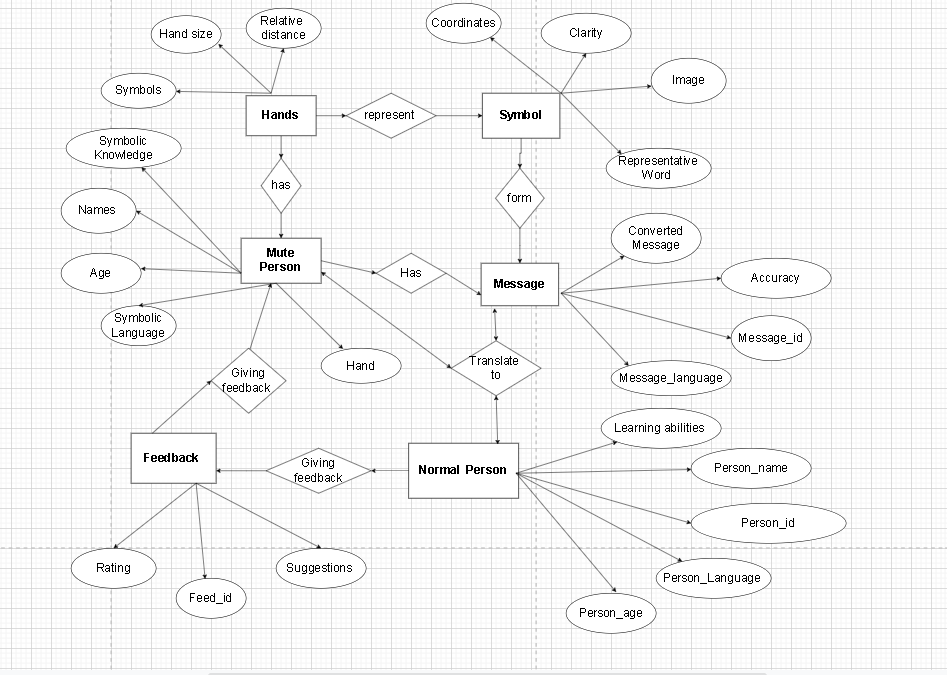 Relative
distance
Hand size
Coordinates
Clarity
Symbols
Image
Hands
represent
Symbol
Symbolic
Knowledge
Representative
Word
has
form
Names
Converted
Message
Mute
Person
Has
Age
Message
Accuracy
Symbolic
Language
Message_id
Hand
Translate
to
Giving
feedback
Message_language
Learning abilities
Feedback
Giving
feedback
Normal Person
Person_name
Person_id
Rating
Suggestions
Person_Language
Feed_id
Person_age